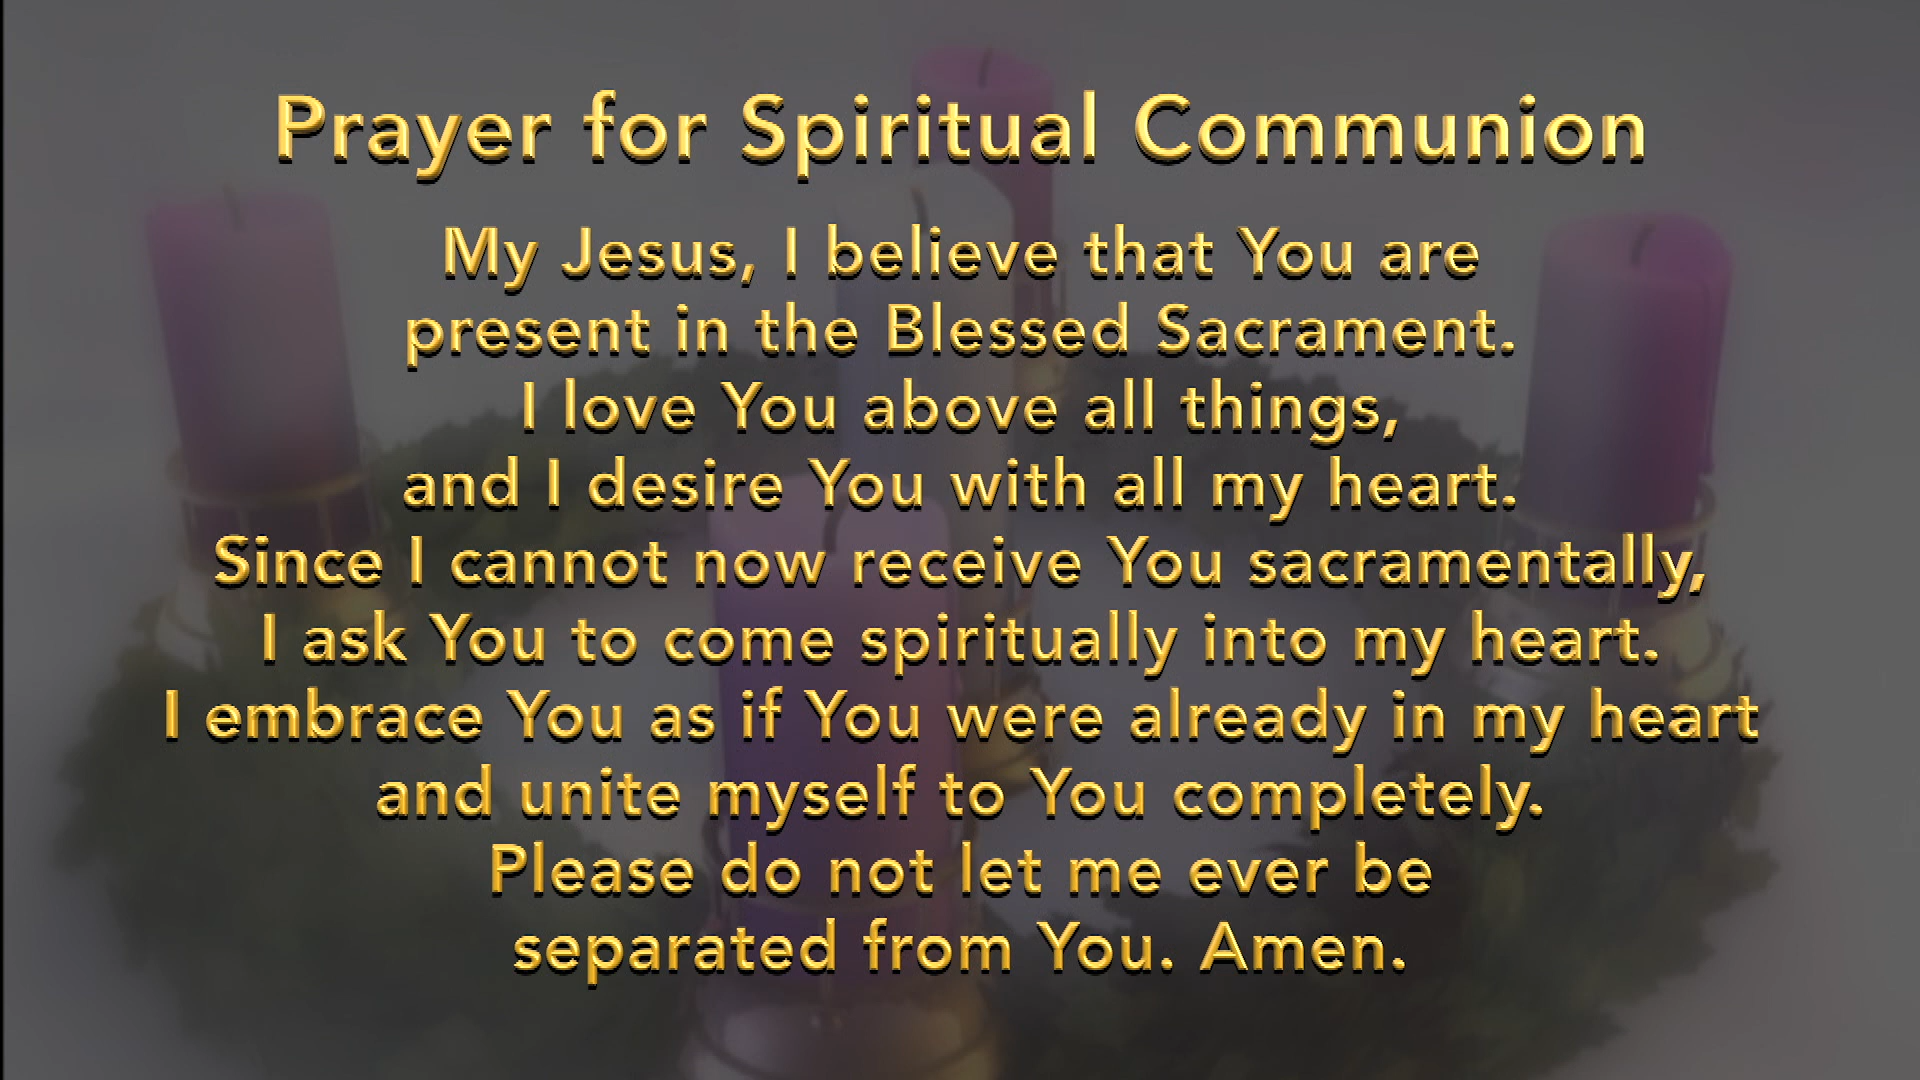 Prayer for Spiritual Communion
My Jesus, I believe that You are
present in the Blessed Sacrament.
I love You above all things,
and I desire You with all my heart.
Since I cannot now receive You sacramentally,
I ask You to come spiritually into my heart.
I embrace You as if You were already in my heart
and unite myself to You completely.
Please do not let me ever be
separated from You. Amen.